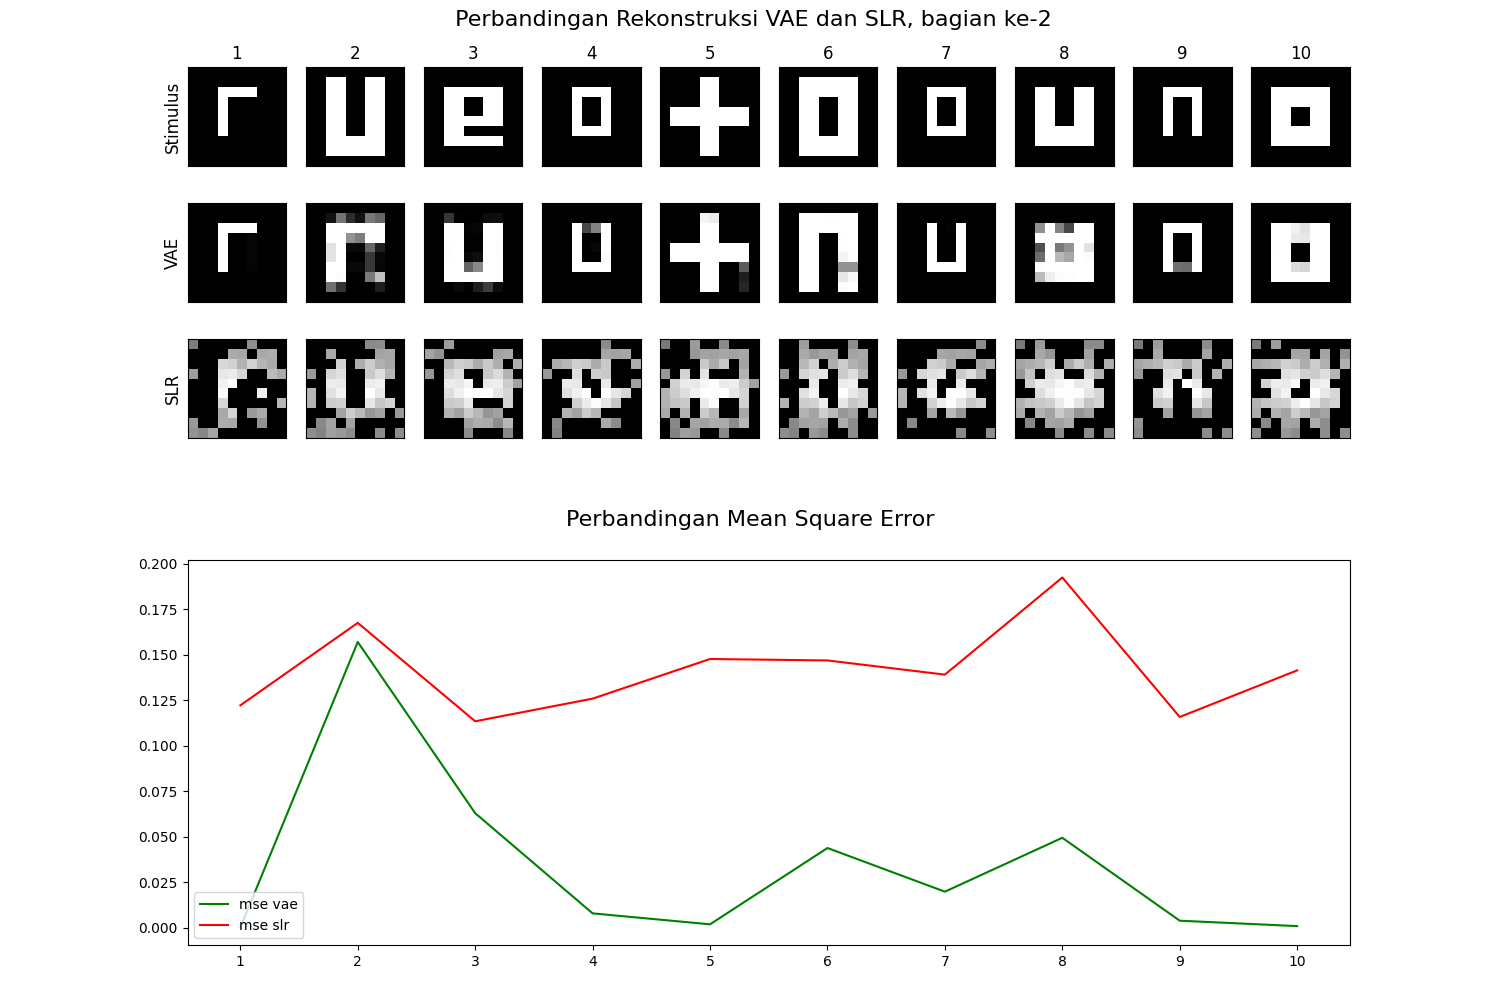 Perbandingan Rekonstruksi VAE dan SLR, bagian ke-2
1 2 3 4 5 6 7 8 9 10
Stimulus
VAE
SLR
Perbandingan Mean Square Error
0.200
0.175
0.150
0.125
0.100
0.075
0.050
0.025
0.000
mse vae
mse slr
1 2 3 4 5 6 7 8 9 10